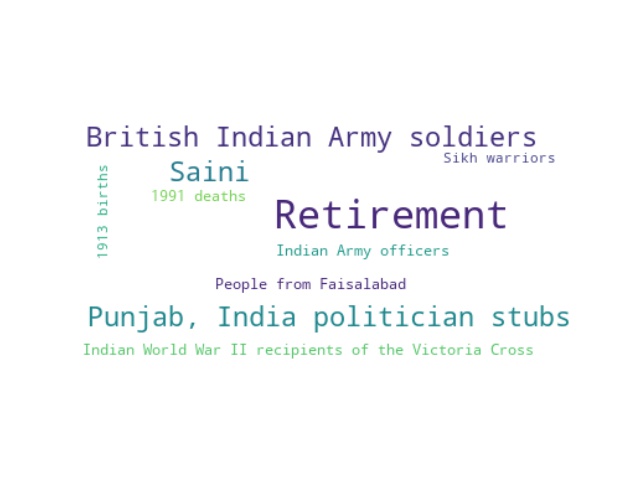 British Indian Army soldiers
Sikh warriors
Saini
1991 deaths
1913 births
Retirement
Indian Army officers
People from Faisalabad
Punjab, India politician stubs
Indian World War II recipients of the Victoria Cross